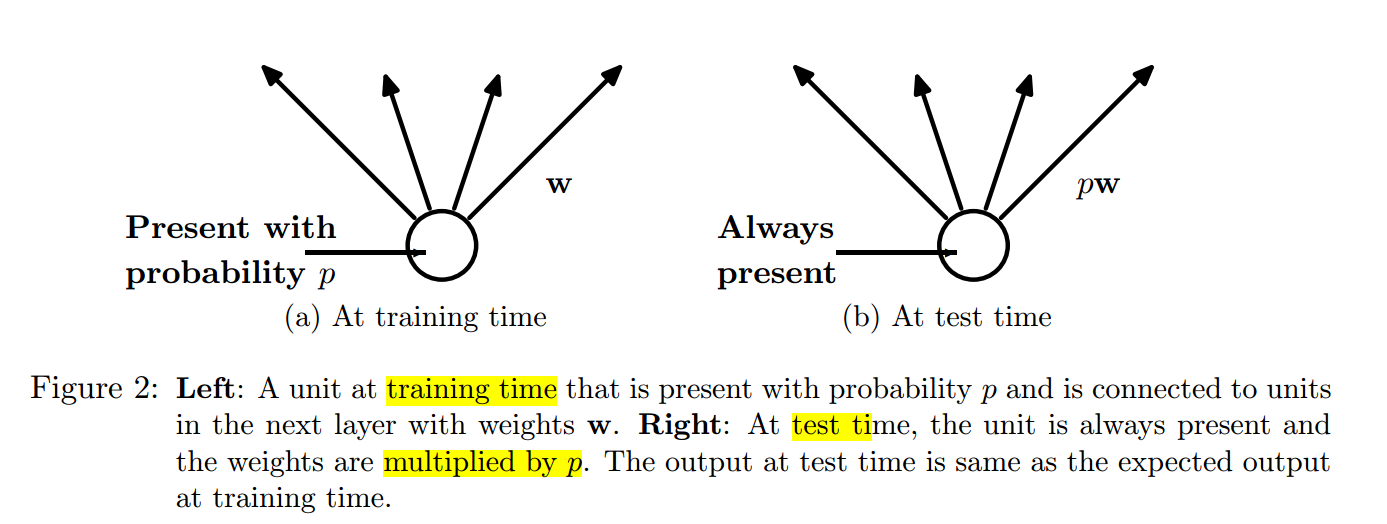 w
Present with
probability p
(a) At training time
pw
Always
present
(b) At test time
Figure 2: Left: A unit at training time that is present with probability p and is connected to units
in the next layer with weights w. Right: At test time, the unit is always present and
the weights are multiplied by p. The output at test time is same as the expected output
at training time.